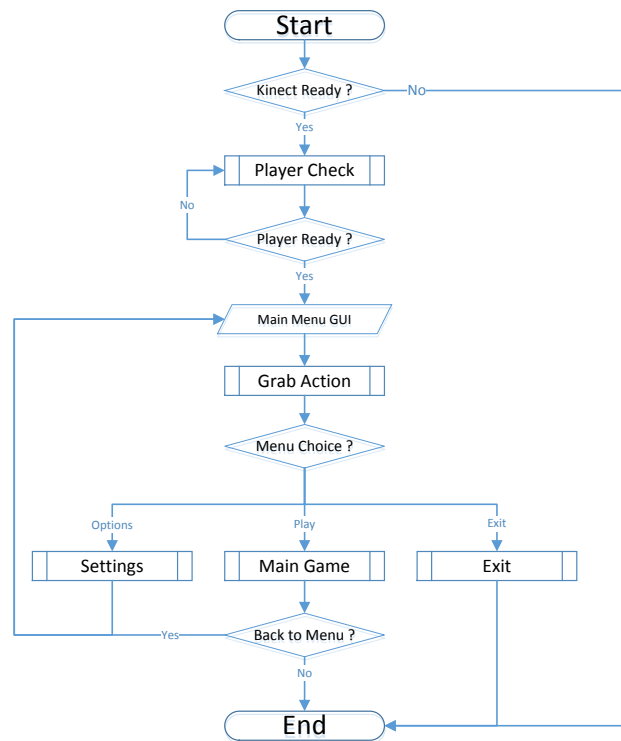 Start
Kinect Ready ?
No
Yes
Player Check
No
Player Ready ?
Yes
Main Menu GUI
Grab Action
Menu Choice ?
Options
Play
Exit
Settings
Main Game
Exit
Yes
Back to Menu ?
No
End